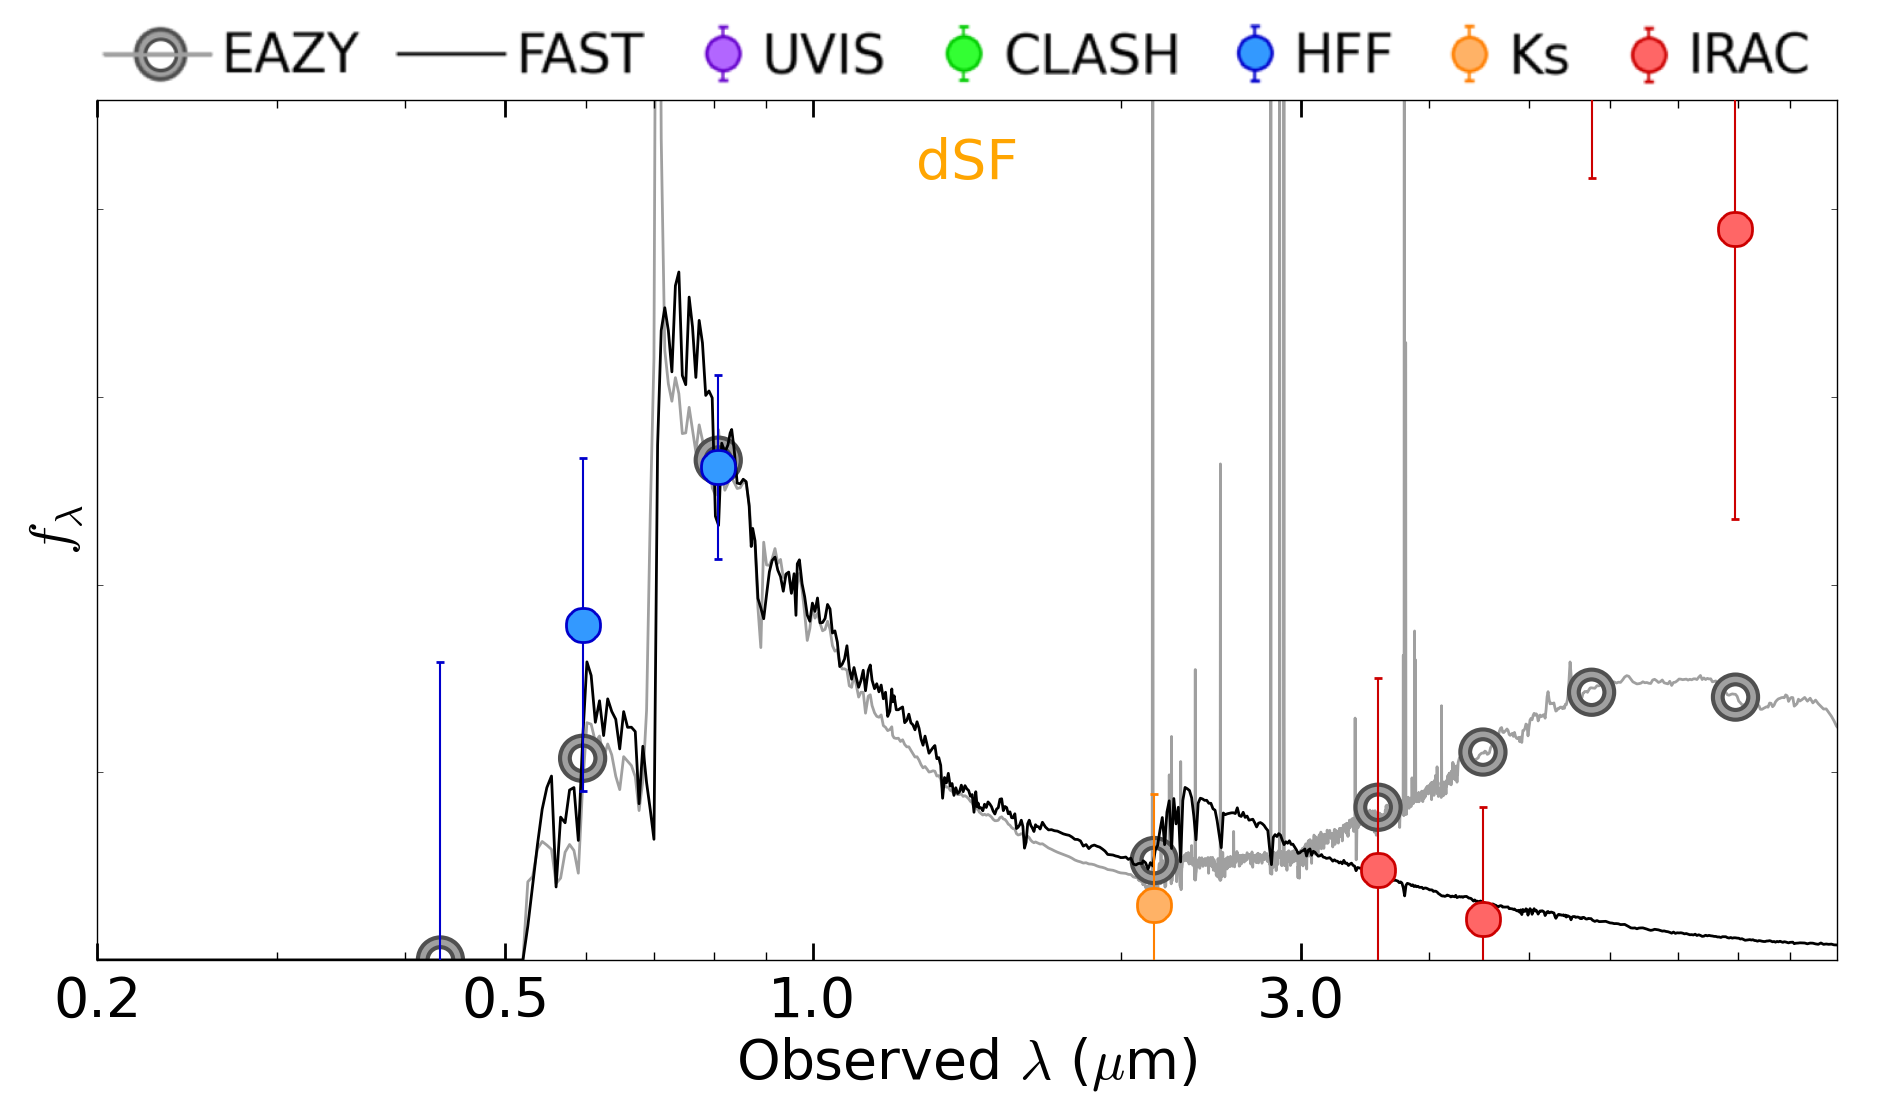 EAZY FAST UVIS CLASH HFF Ks IRAC
dSF
fλ
0.2 0.5 1.0 3.0
Observed λ (μm)